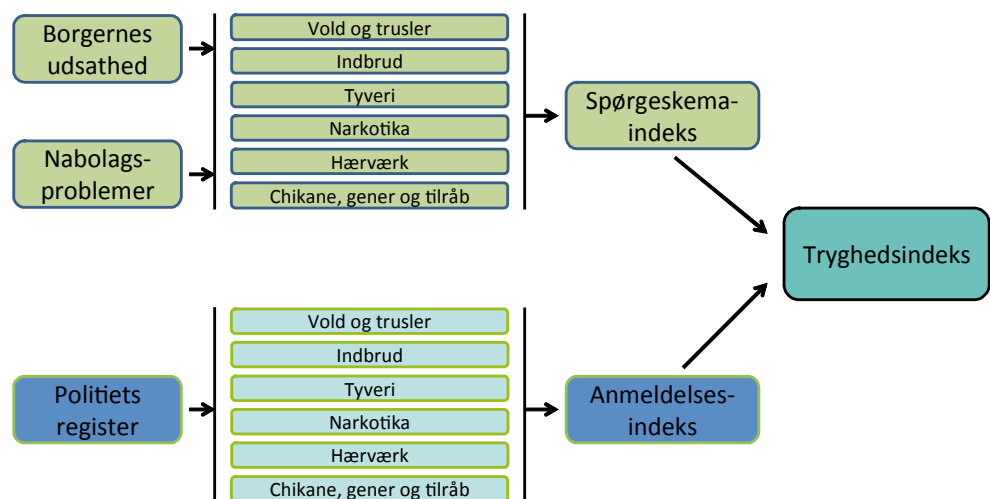 Borgernes
udsathed
Nabolags-
problemer
Vold og trusler
Indbrud
Tyveri
Narkotika
Hærværk
Chikane, gener og tilråb
Spørgeskema-
indeks
Tryghedsindeks
Politiets
register
Vold og trusler
Indbrud
Tyveri
Narkotika
Hærværk
Chikane, gener og tilråb
Anmeldelses-
indeks